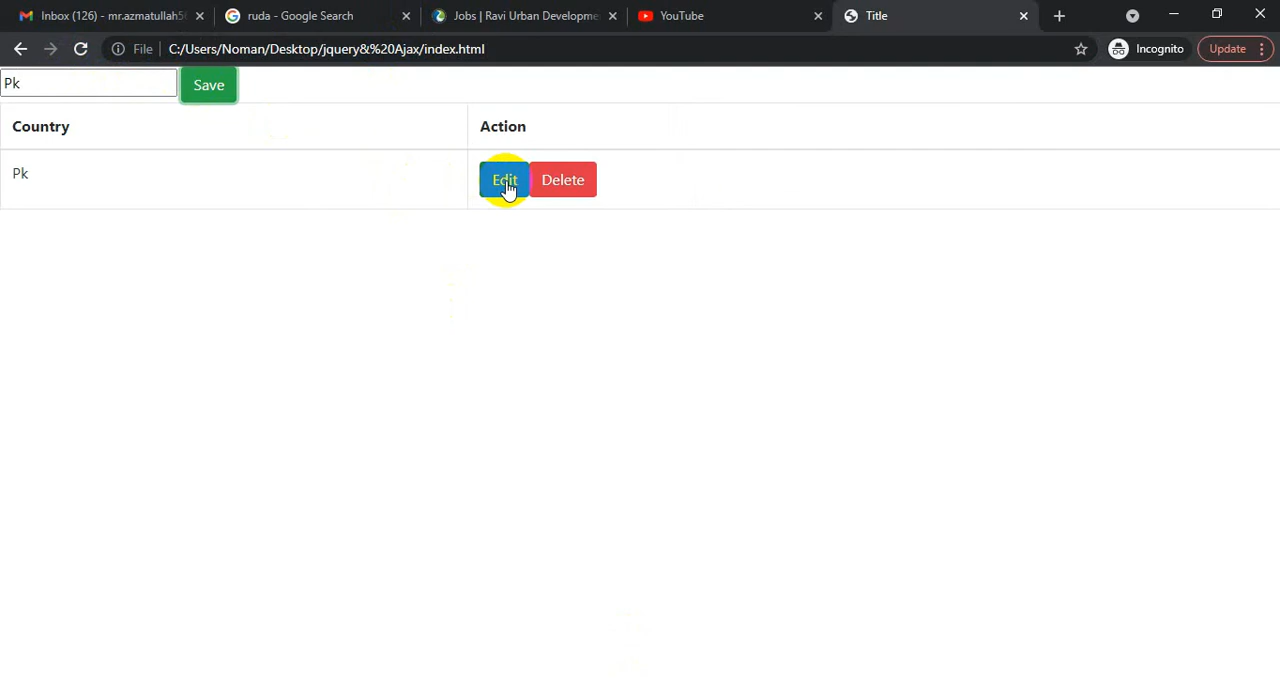 Inbox (126) - mr.azmatullah5
ruda - Google Search
Jobs | Ravi Urban Developme
YouTube
Title
File
C:/Users/Noman/Desktop/jquery&%20Ajax/index.html
Incognito
Update
Pk
Save
Country
Action
Pk
Edit
Delete